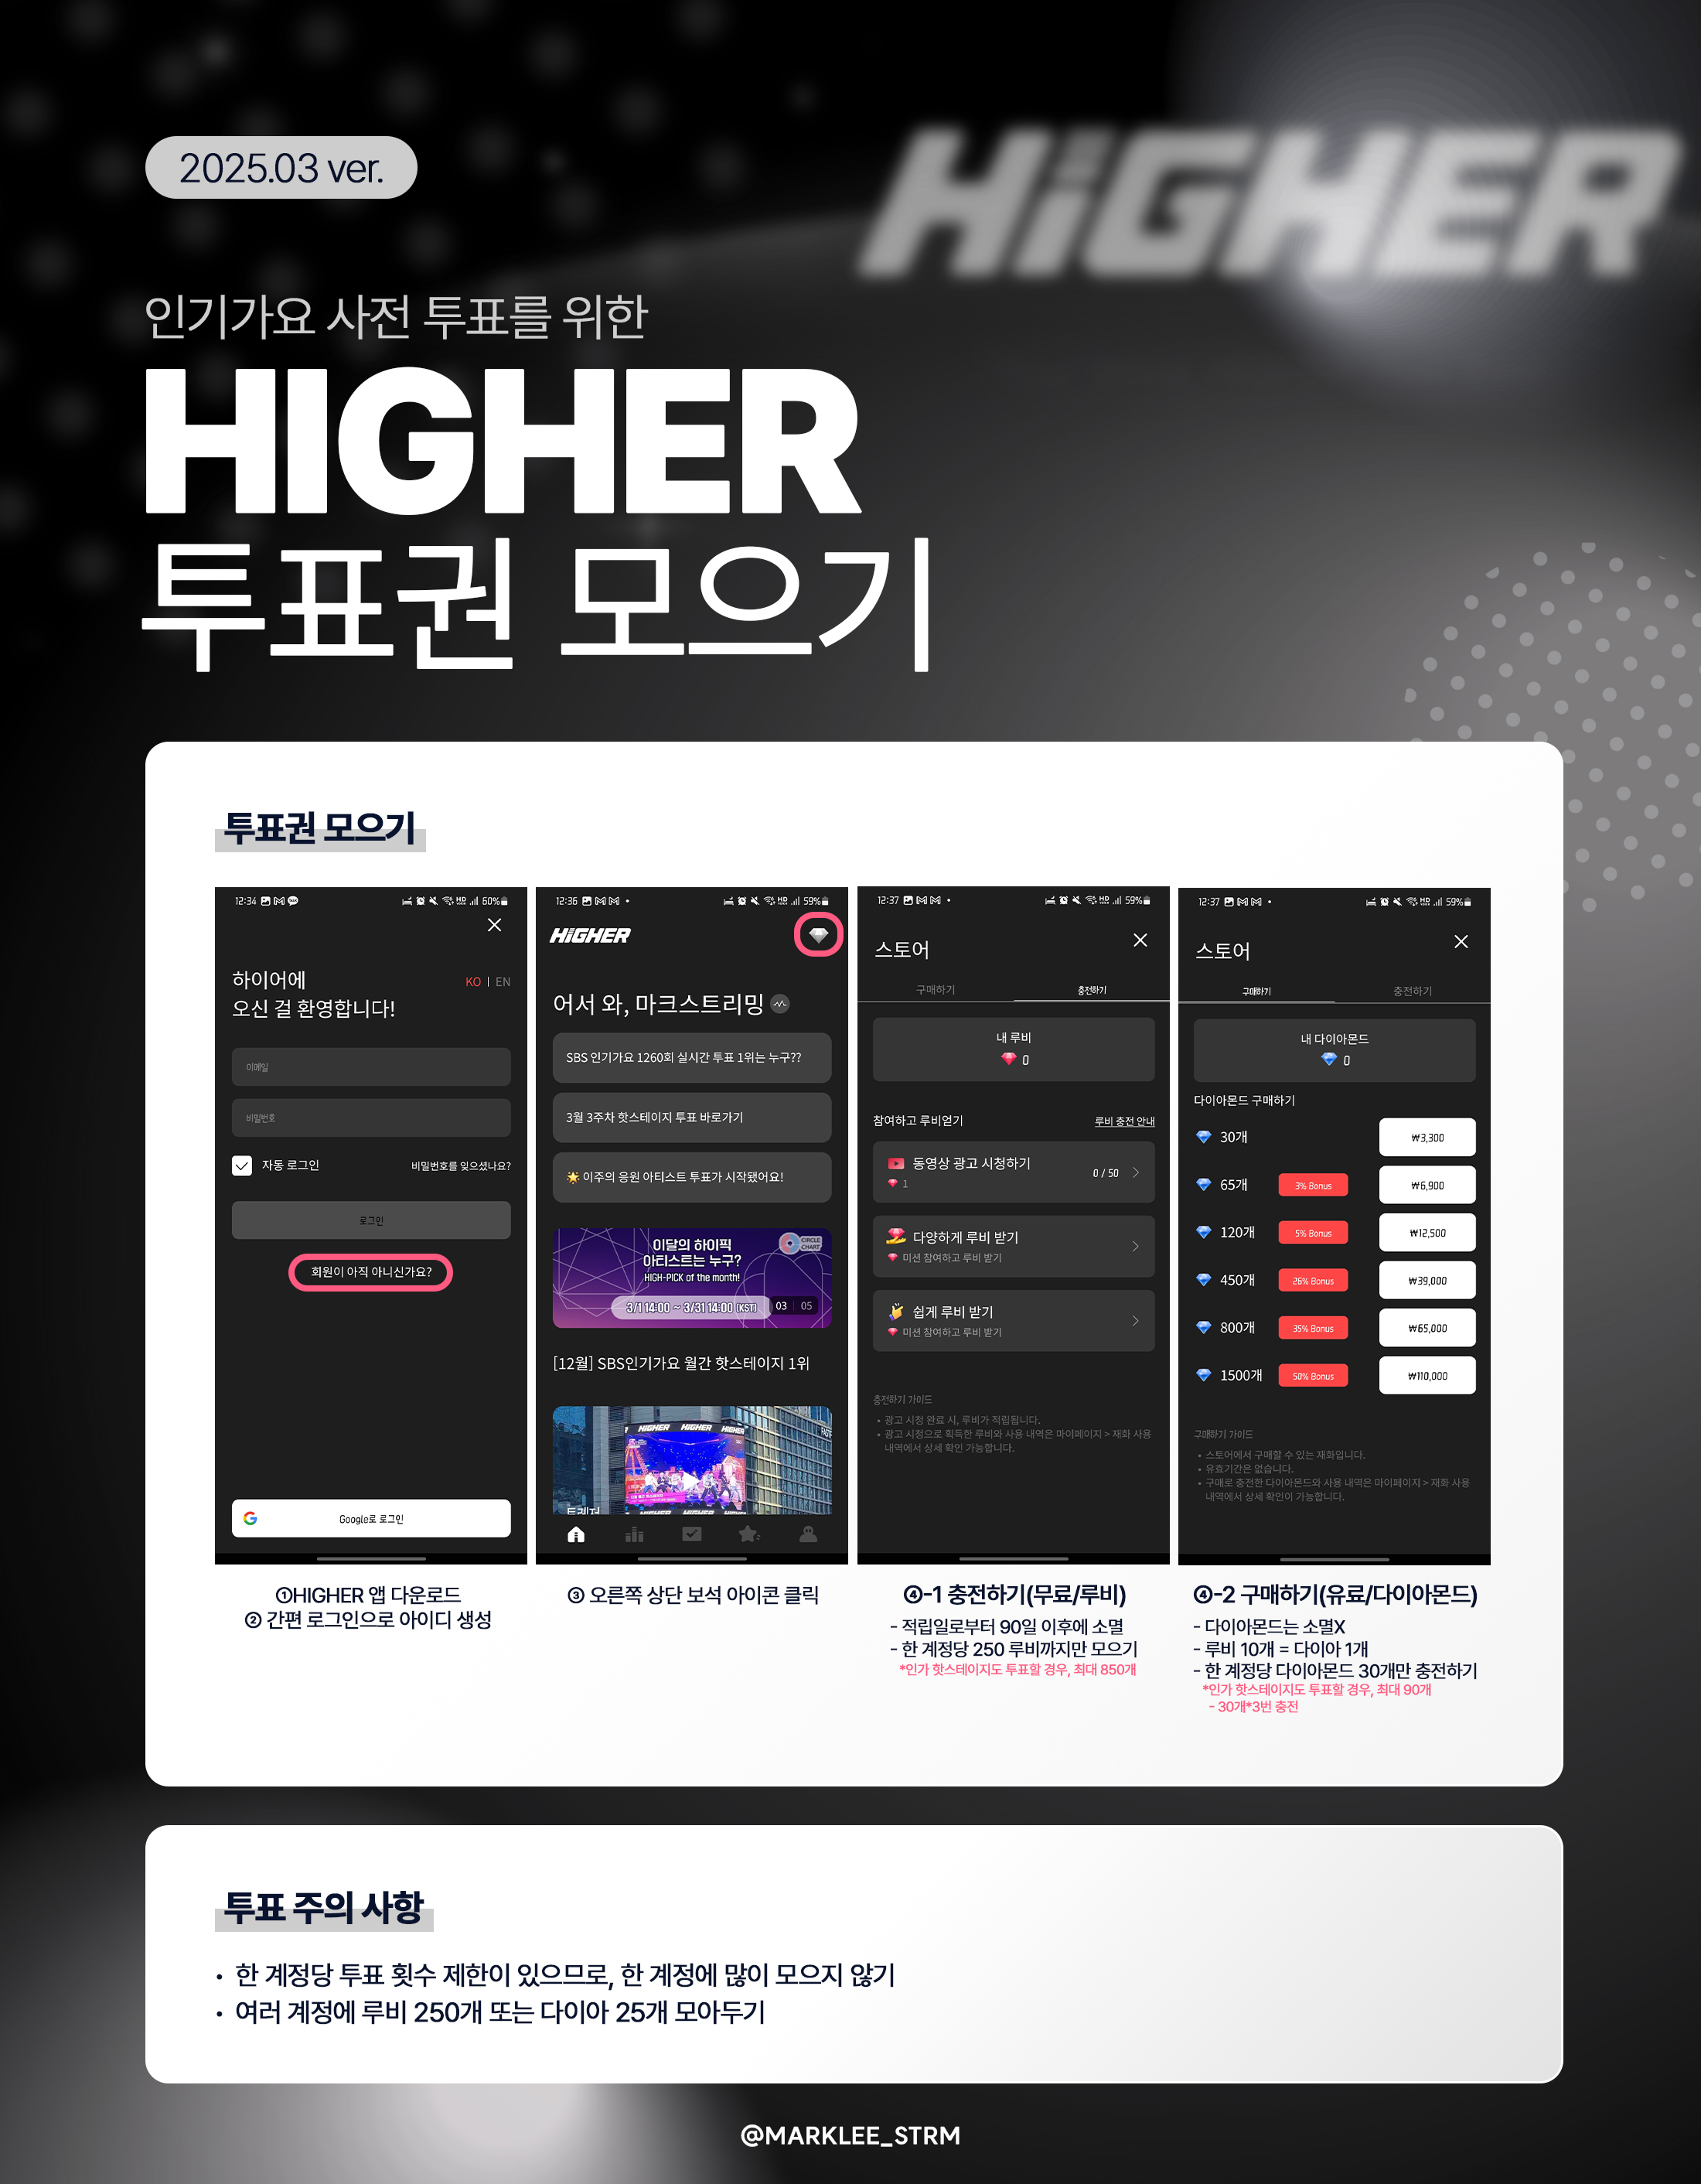 2025.03 ver.
HiGHER
인기가요 사전 투표를 위한
HIGHER
투표권 모으기
투표권 모으기
12:34
60%
하이어에
오신 걸 환영합니다!
KO | EN
이메일
비밀번호
자동 로그인
비밀번호를 잊으셨나요?
로그인
회원이 아직 아니신가요?
Google로 로그인
①HIGHER 앱 다운로드
② 간편 로그인으로 아이디 생성
12:36
59%
HiGHER
어서 와, 마크스트리밍
SBS 인기가요 1260회 실시간 투표 1위는 누구??
3월 3주차 핫스테이지 투표 바로가기
🌟 이주의 응원 아티스트 투표가 시작됐어요!
이달의 하이픽
아티스트는 누구?
HIGH-PICK of the month!
CIRCLE
CHART
3/1 14:00 ~ 3/31 14:00 (KST)
03 | 05
[12월] SBS인기가요 월간 핫스테이지 1위
HiGHER HiGHER HiGHER
트레저
HiGHER HiGHER HiGHER
③ 오른쪽 상단 보석 아이콘 클릭
12:37
59%
스토어
구매하기
충전하기
내 루비
0
참여하고 루비얻기
루비 충전 안내
동영상 광고 시청하기
1
0 / 50
다양하게 루비 받기
미션 참여하고 루비 받기
쉽게 루비 받기
미션 참여하고 루비 받기
충전하기 가이드
• 광고 시청 완료 시, 루비가 적립됩니다.
• 광고 시청으로 획득한 루비와 사용 내역은 마이페이지 > 재화 사용
내역에서 상세 확인 가능합니다.
④-1 충전하기(무료/루비)
- 적립일로부터 90일 이후에 소멸
- 한 계정당 250 루비까지만 모으기
*인가 핫스테이지도 투표할 경우, 최대 850개
12:37
59%
스토어
구매하기
충전하기
내 다이아몬드
0
다이아몬드 구매하기
30개 ₩3,300
65개 3% Bonus ₩6,900
120개 5% Bonus ₩12,500
450개 26% Bonus ₩39,000
800개 35% Bonus ₩65,000
1500개 50% Bonus ₩110,000
구매하기 가이드
• 스토어에서 구매할 수 있는 재화입니다.
• 유효기간은 없습니다.
• 구매로 충전한 다이아몬드와 사용 내역은 마이페이지 > 재화 사용
내역에서 상세 확인이 가능합니다.
④-2 구매하기(유료/다이아몬드)
- 다이아몬드는 소멸X
- 루비 10개 = 다이아 1개
- 한 계정당 다이아몬드 30개만 충전하기
*인가 핫스테이지도 투표할 경우, 최대 90개
- 30개*3번 충전
투표 주의 사항
• 한 계정당 투표 횟수 제한이 있으므로, 한 계정에 많이 모으지 않기
• 여러 계정에 루비 250개 또는 다이아 25개 모아두기
@MARKLEE_STRM